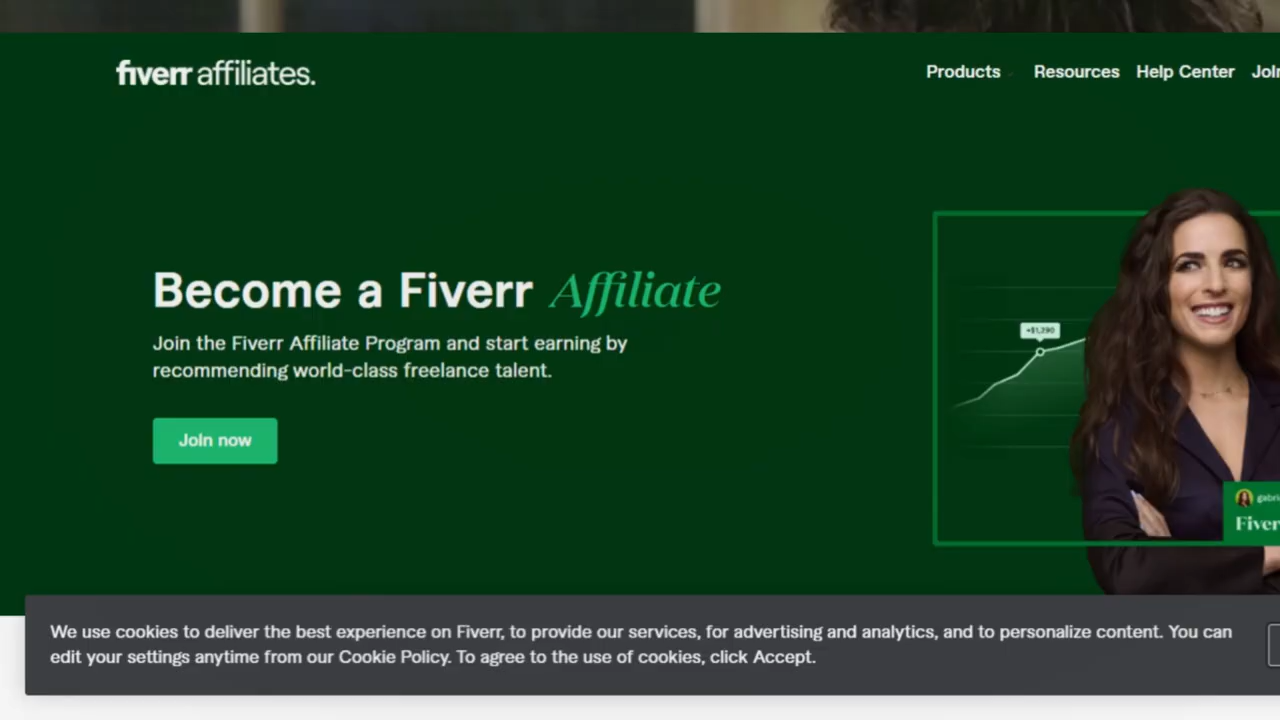 fiverr affiliates.
Products
Resources
Help Center
Become a Fiverr Affiliate
Join the Fiverr Affiliate Program and start earning by
recommending world-class freelance talent.
Join now
+$1,390
We use cookies to deliver the best experience on Fiverr, to provide our services, for advertising and analytics, and to personalize content. You can
edit your settings anytime from our Cookie Policy. To agree to the use of cookies, click Accept.